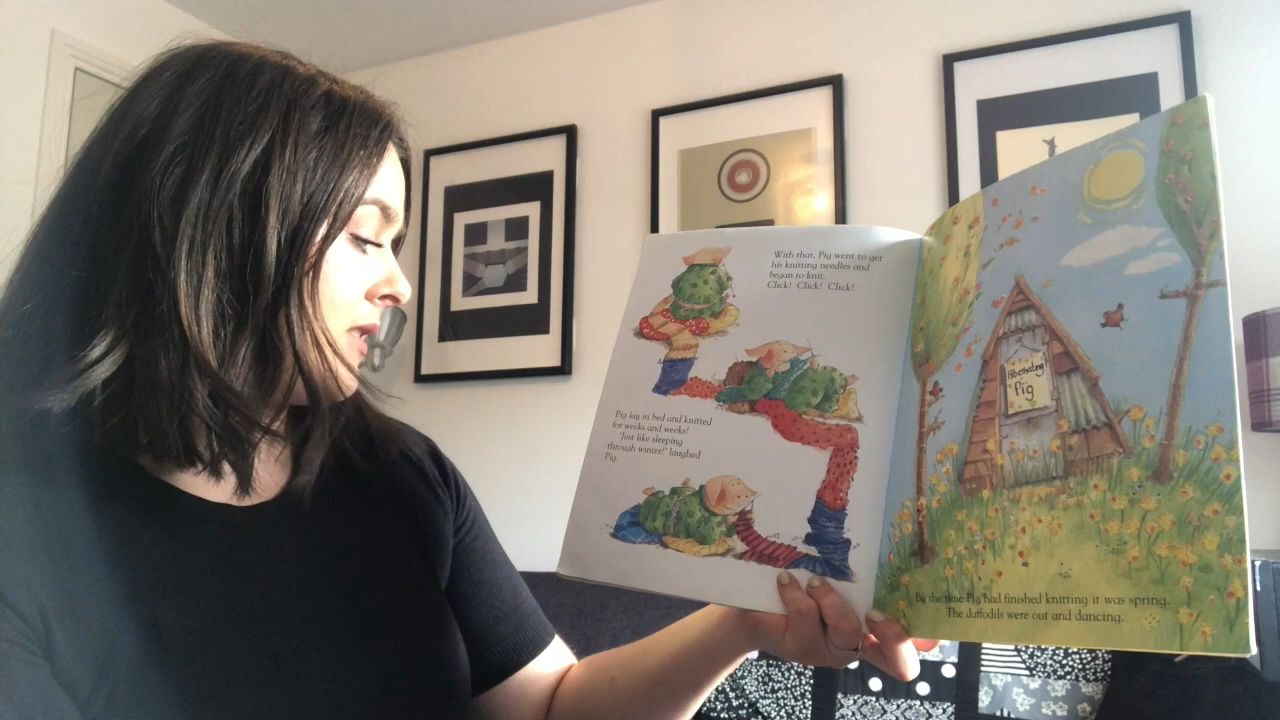 With that, Pig went to get
his knitting needles and
began to knit.
Click! Click! Click!
Pig lay in bed and knitted
for weeks and weeks!
'Just like sleeping
through winter!' laughed
Pig.
Hibernating
Pig
By the time Pig had finished knitting it was spring.
The daffodils were out and dancing.